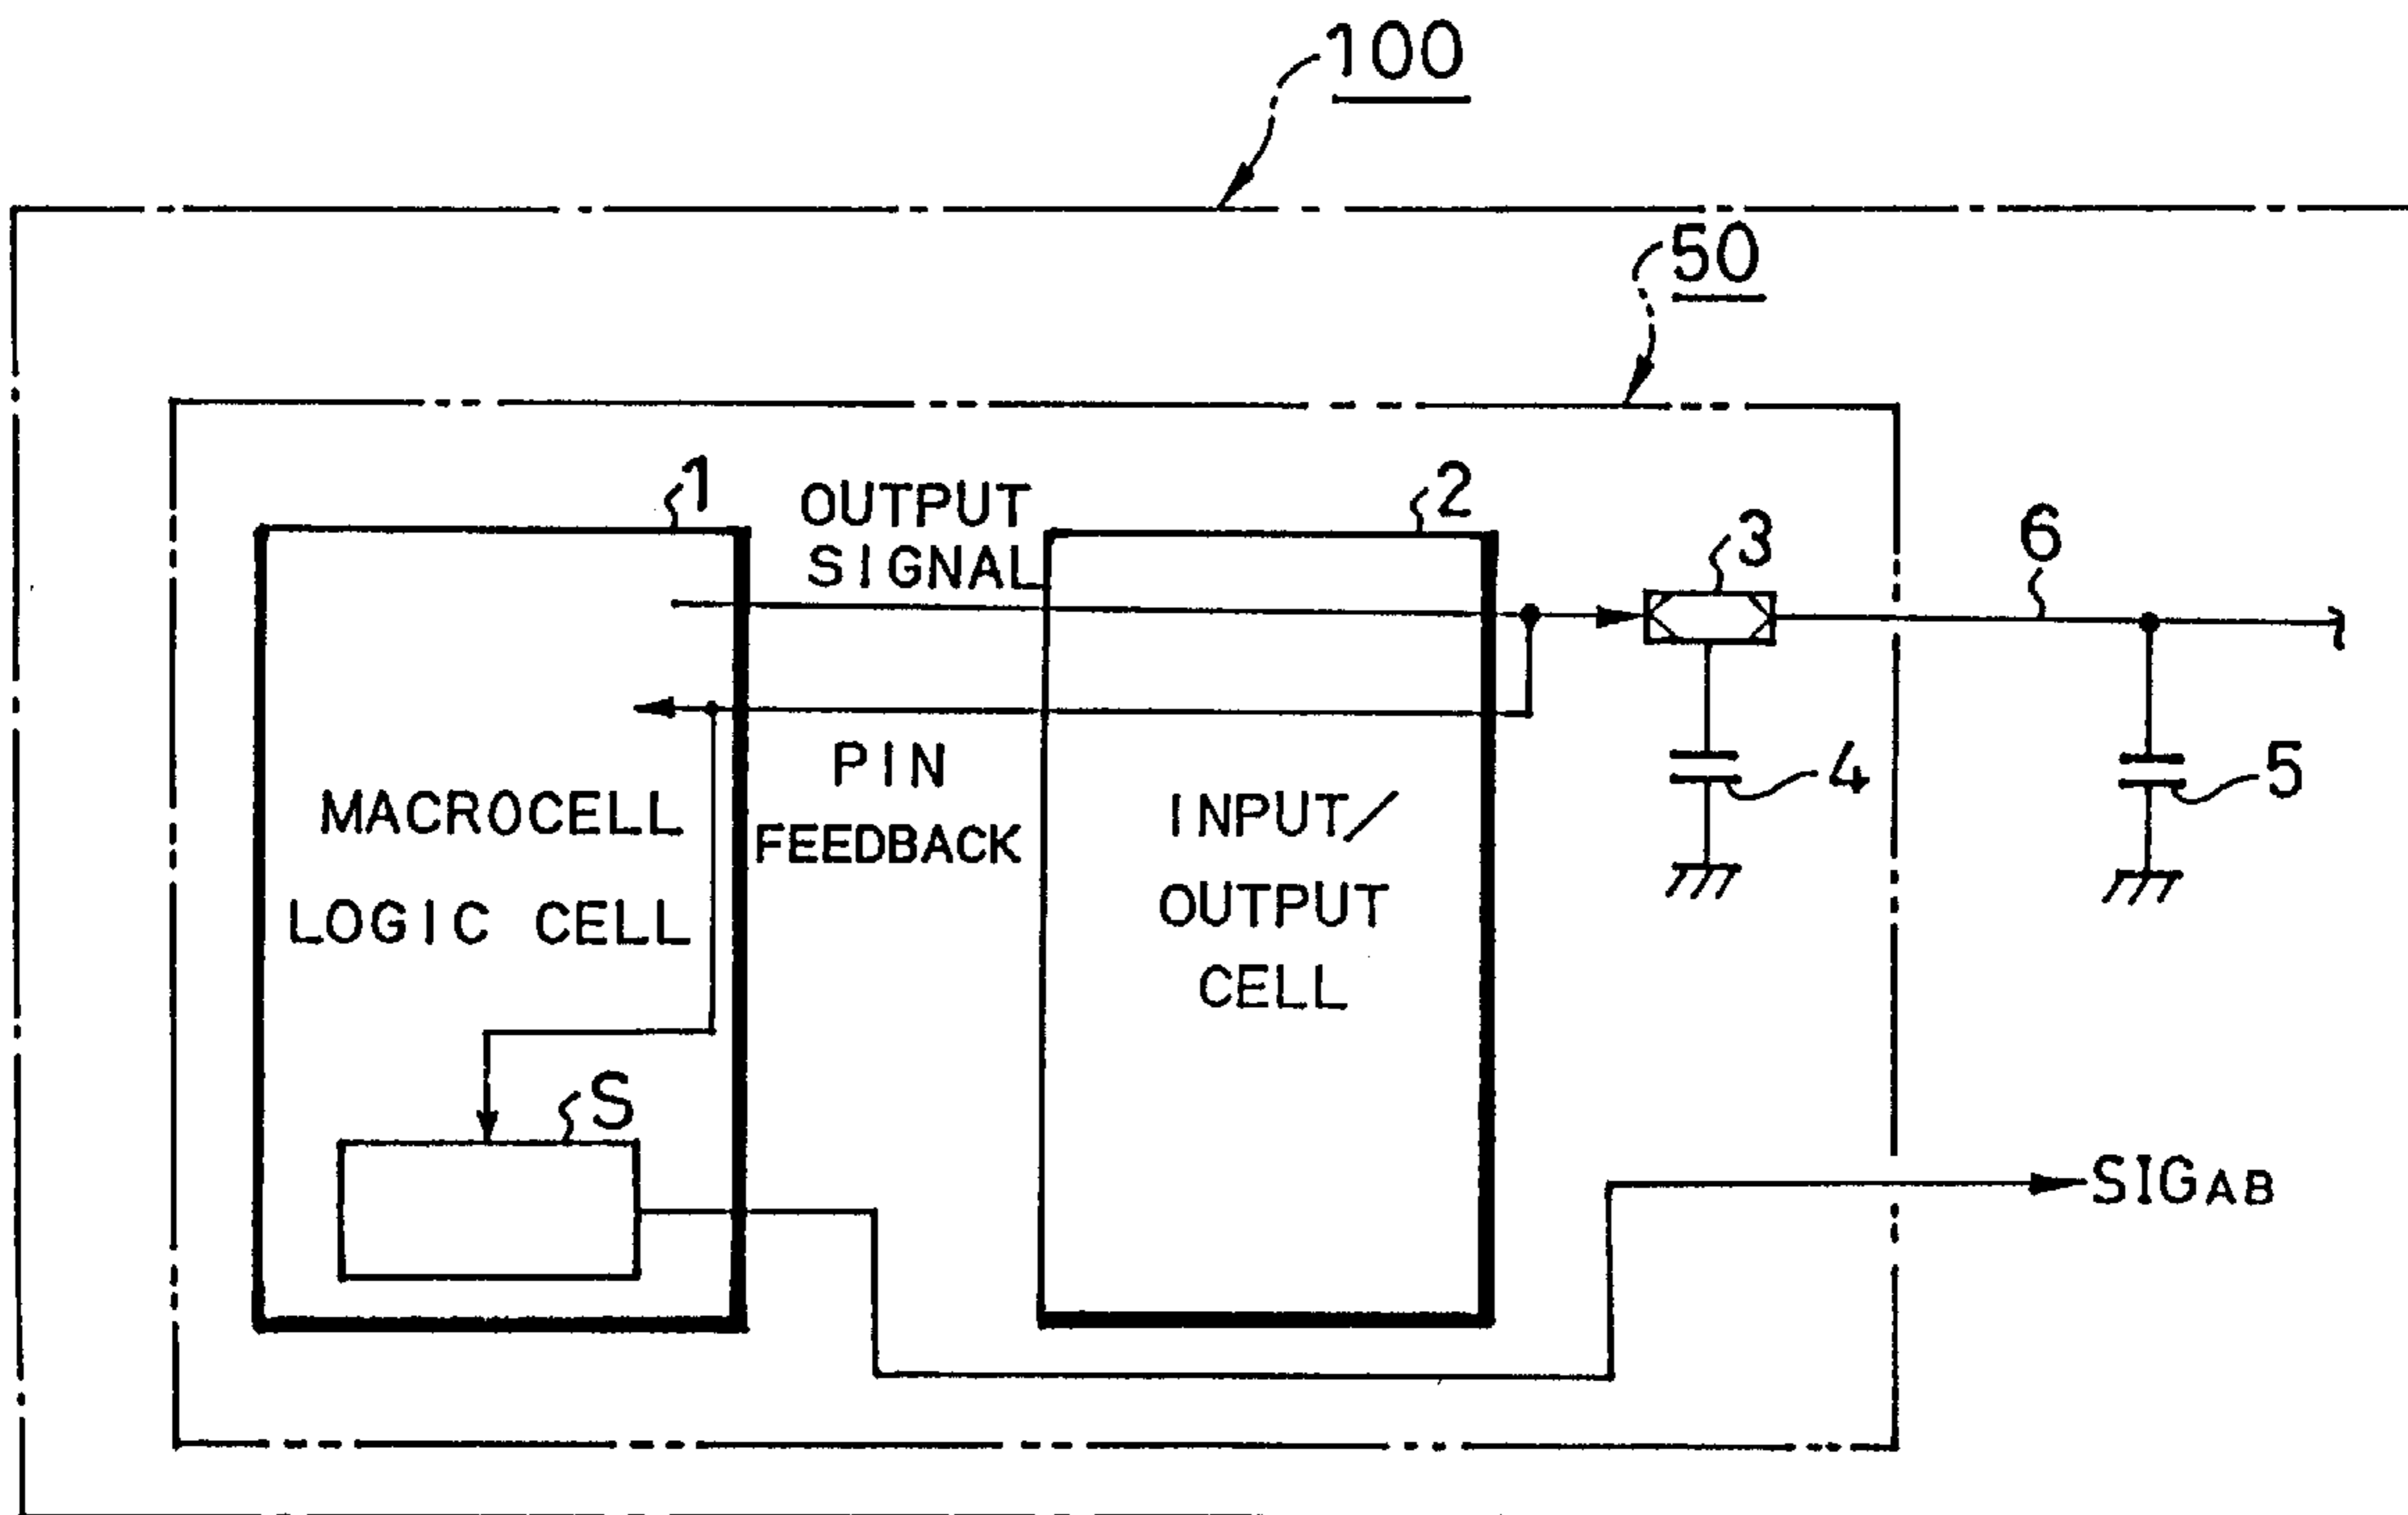 100
50
1
OUTPUT
SIGNAL
2
3
6
PIN
FEEDBACK
4
5
MACROCELL
LOGIC CELL
INPUT/
OUTPUT
CELL
S
SIGAB